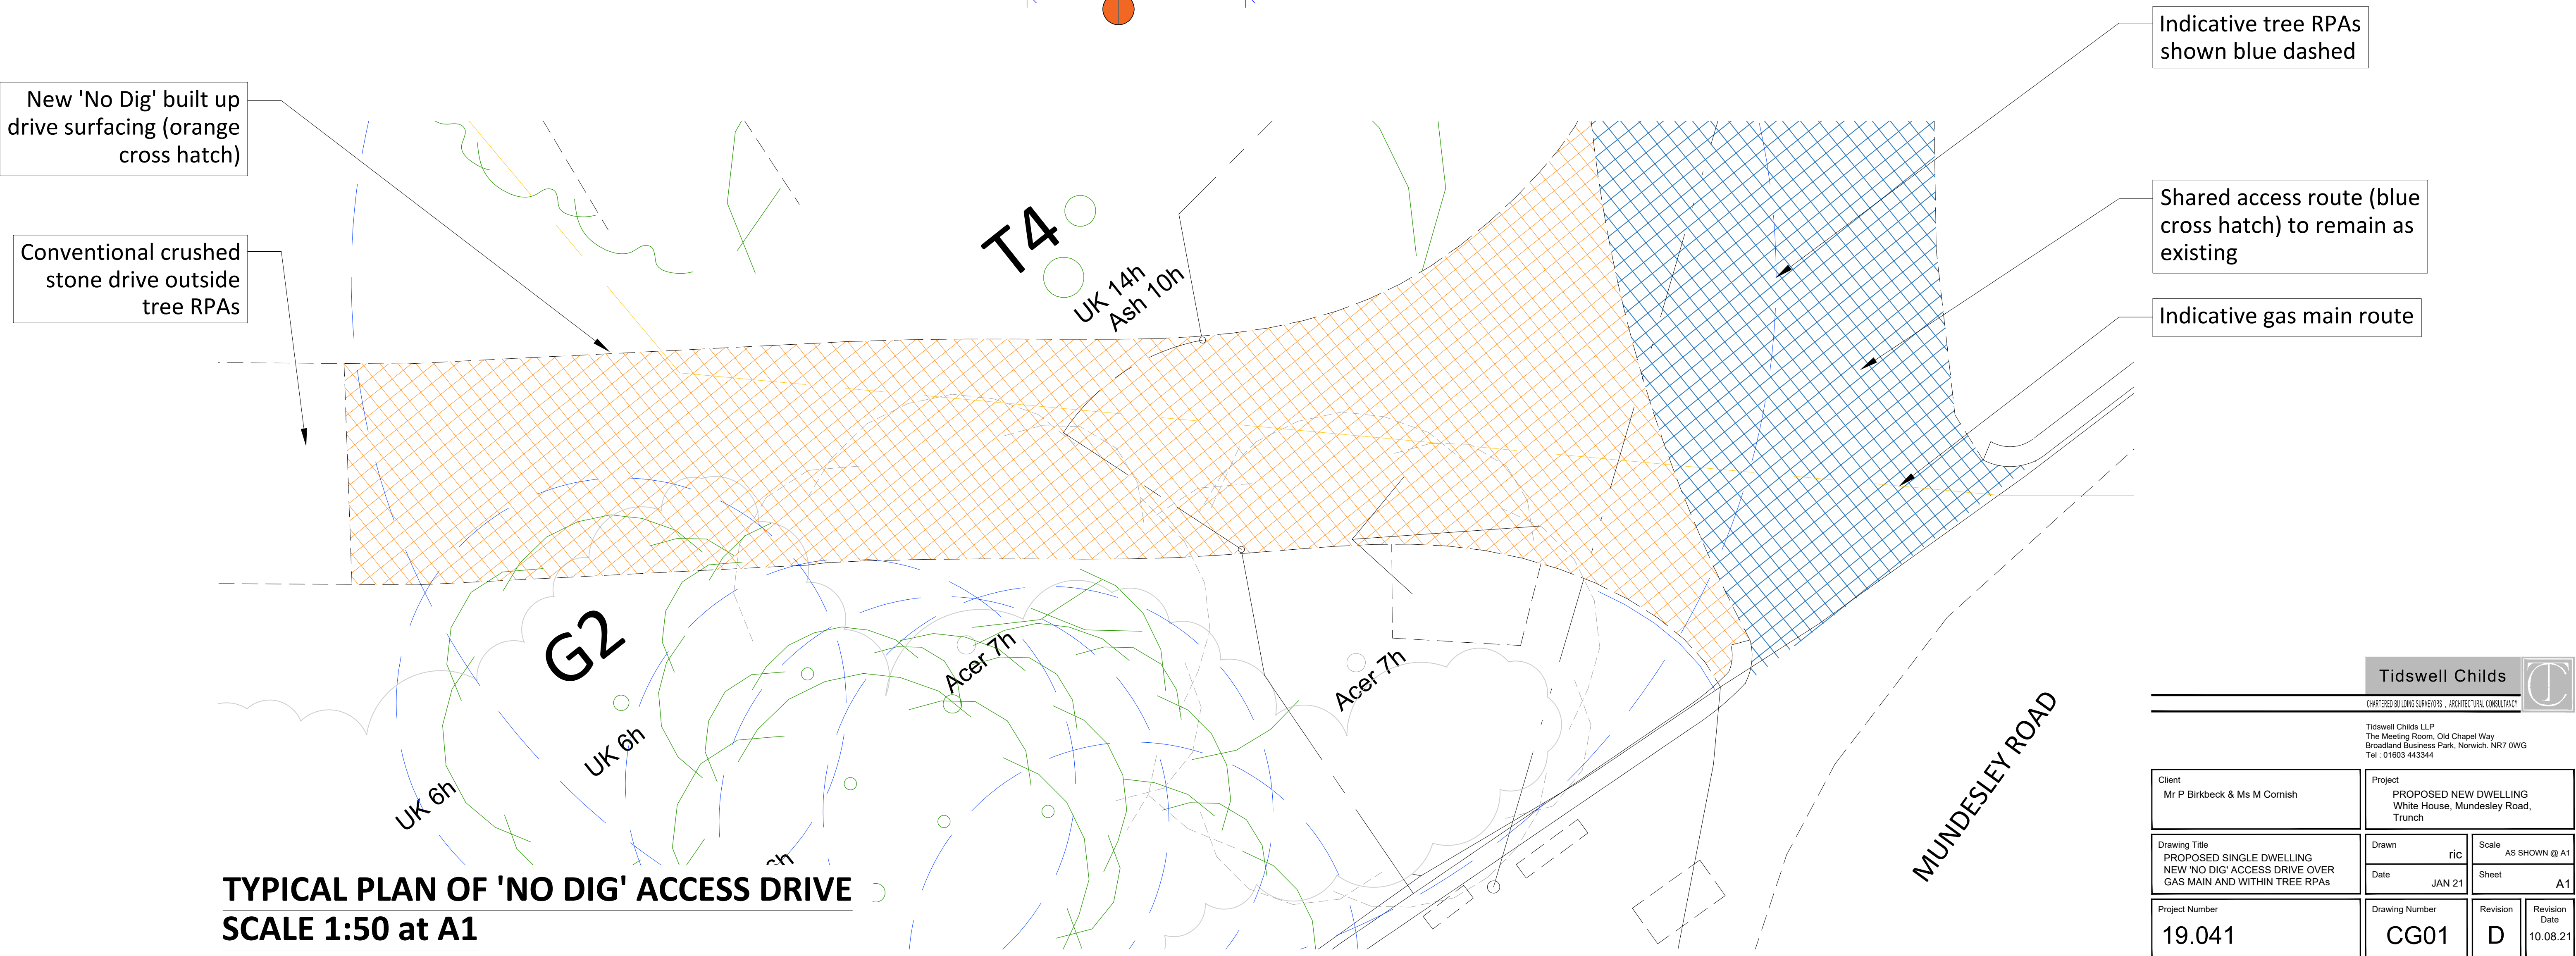 New 'No Dig' built up
drive surfacing (orange
cross hatch)
Conventional crushed
stone drive outside
tree RPAs
Indicative tree RPAs
shown blue dashed
Shared access route (blue
cross hatch) to remain as
existing
Indicative gas main route
T4
UK 14h
Ash 10h
G2
Acer 7h
Acer 7h
UK 6h
UK 6h
6h
MUNDESLEY ROAD
TYPICAL PLAN OF 'NO DIG' ACCESS DRIVE
SCALE 1:50 at A1
Tidswell Childs
TC
CHARTERED BUILDING SURVEYORS . ARCHITECTURAL CONSULTANCY
Tidswell Childs LLP
The Meeting Room, Old Chapel Way
Broadland Business Park, Norwich. NR7 0WG
Tel : 01603 443344
Client
Mr P Birkbeck & Ms M Cornish
Project
PROPOSED NEW DWELLING
White House, Mundesley Road,
Trunch
Drawing Title
PROPOSED SINGLE DWELLING
NEW 'NO DIG' ACCESS DRIVE OVER
GAS MAIN AND WITHIN TREE RPAs
Drawn
ric
Scale
AS SHOWN @ A1
Date
JAN 21
Sheet
A1
Project Number
19.041
Drawing Number
CG01
Revision
D
Revision
Date
10.08.21